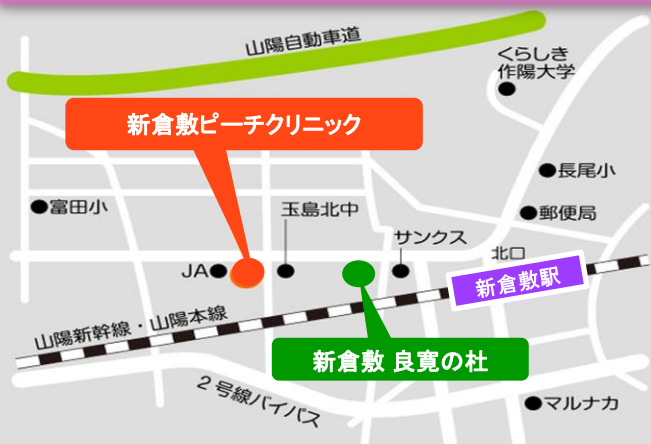 山陽自動車道
くらしき
作陽大学
新倉敷ピーチクリニック
長尾小
富田小
玉島北中
郵便局
サンクス
北口
JA
新倉敷駅
山陽新幹線・山陽本線
新倉敷 良寛の杜
2号線バイパス
マルナカ